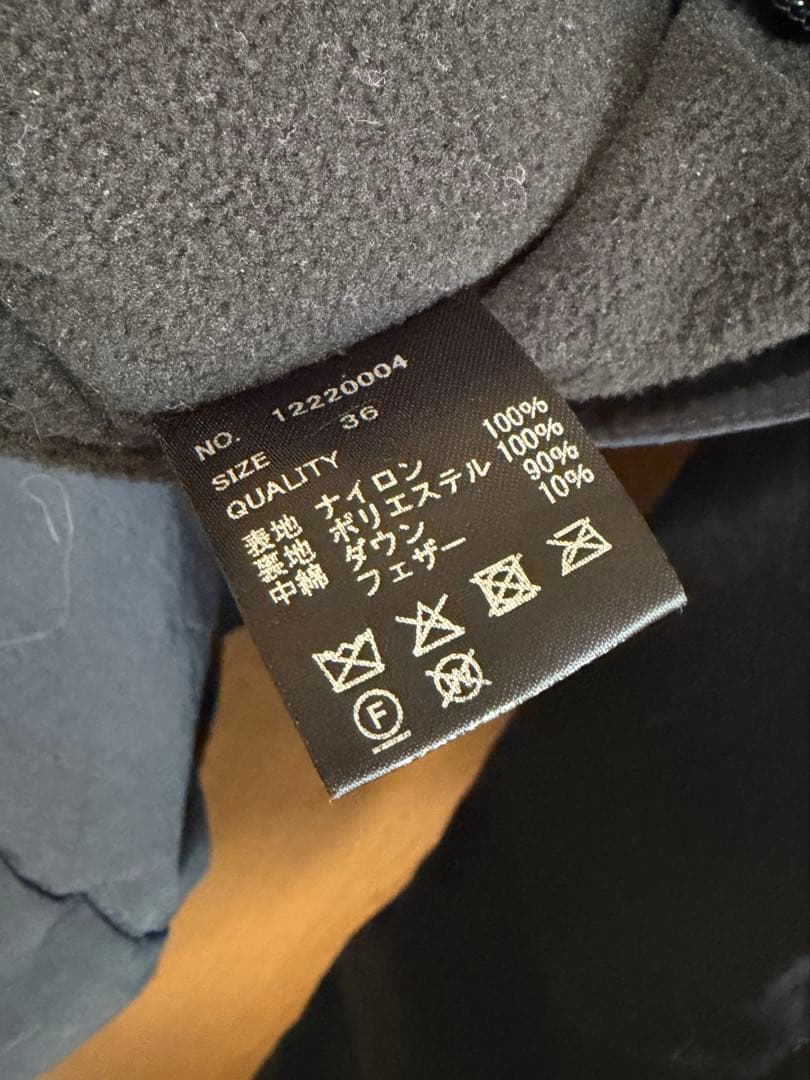 NO. 12220004
SIZE 36
QUALITY
表地 ナイロン 100%
裏地 ポリエステル 100%
中綿 ダウン 90%
フェザー 10%
F
W